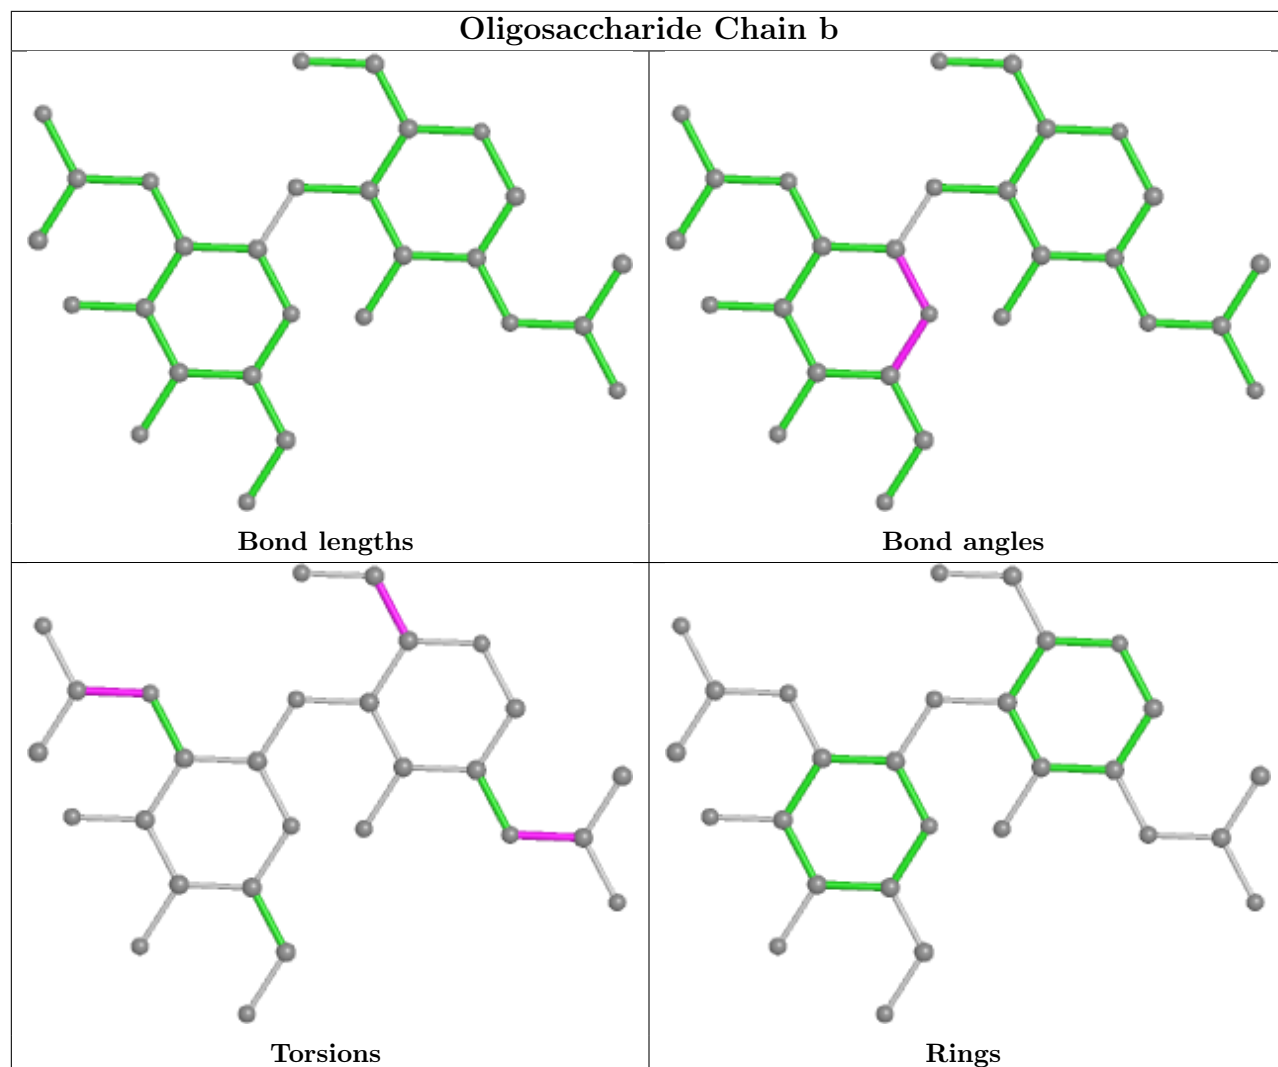 Oligosaccharide Chain b
Bond lengths
Bond angles
Torsions
Rings